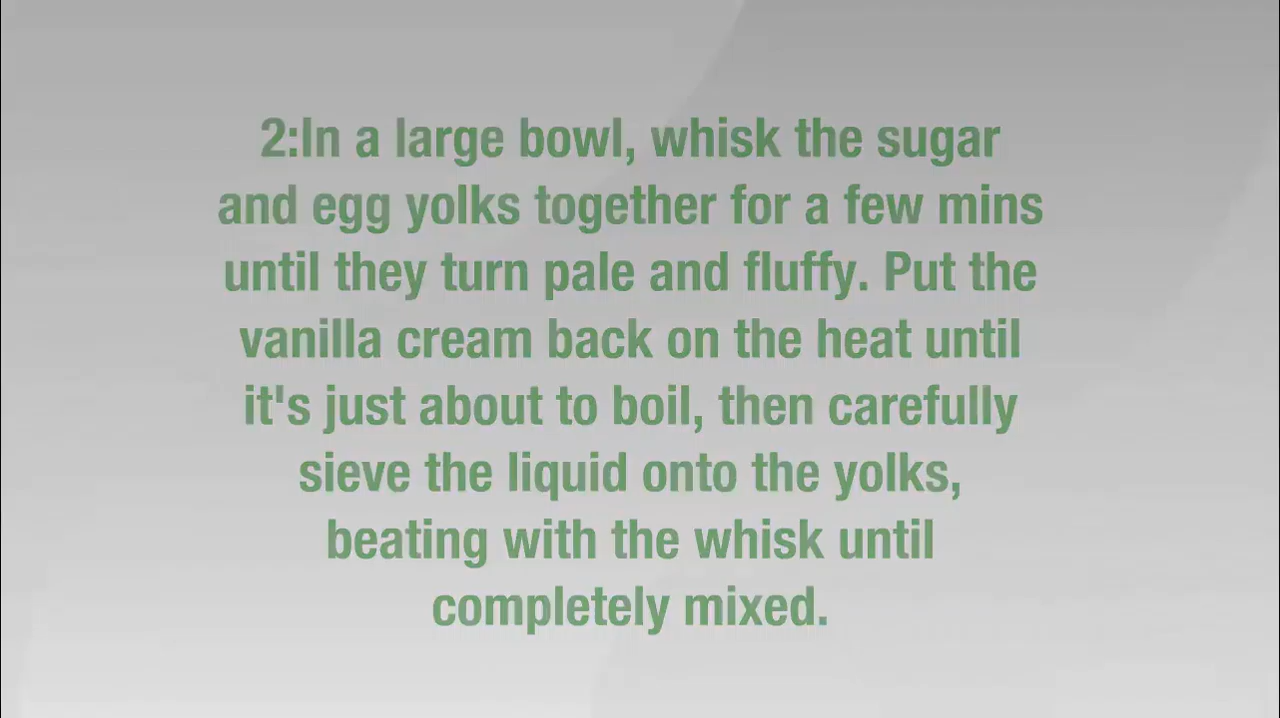 2:In a large bowl, whisk the sugar
and egg yolks together for a few mins
until they turn pale and fluffy. Put the
vanilla cream back on the heat until
it's just about to boil, then carefully
sieve the liquid onto the yolks,
beating with the whisk until
completely mixed.